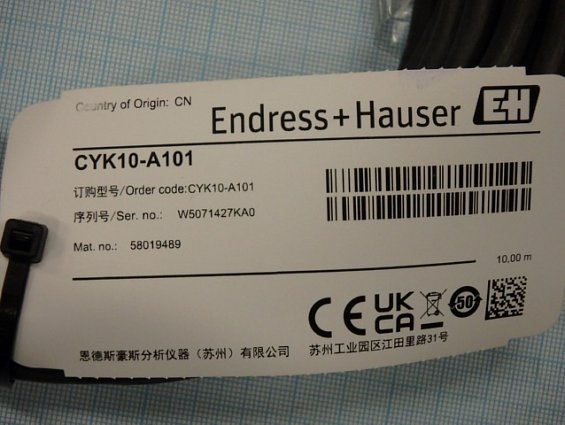 Country of Origin: CN
Endress+Hauser EH
CYK10-A101
订购型号/Order code:CYK10-A101
序列号/Ser. no.: W5071427KA0
Mat. no.: 58019489
10.00 m
CE UK CA 50
恩德斯豪斯分析仪器（苏州）有限公司
苏州工业园区江田里路31号